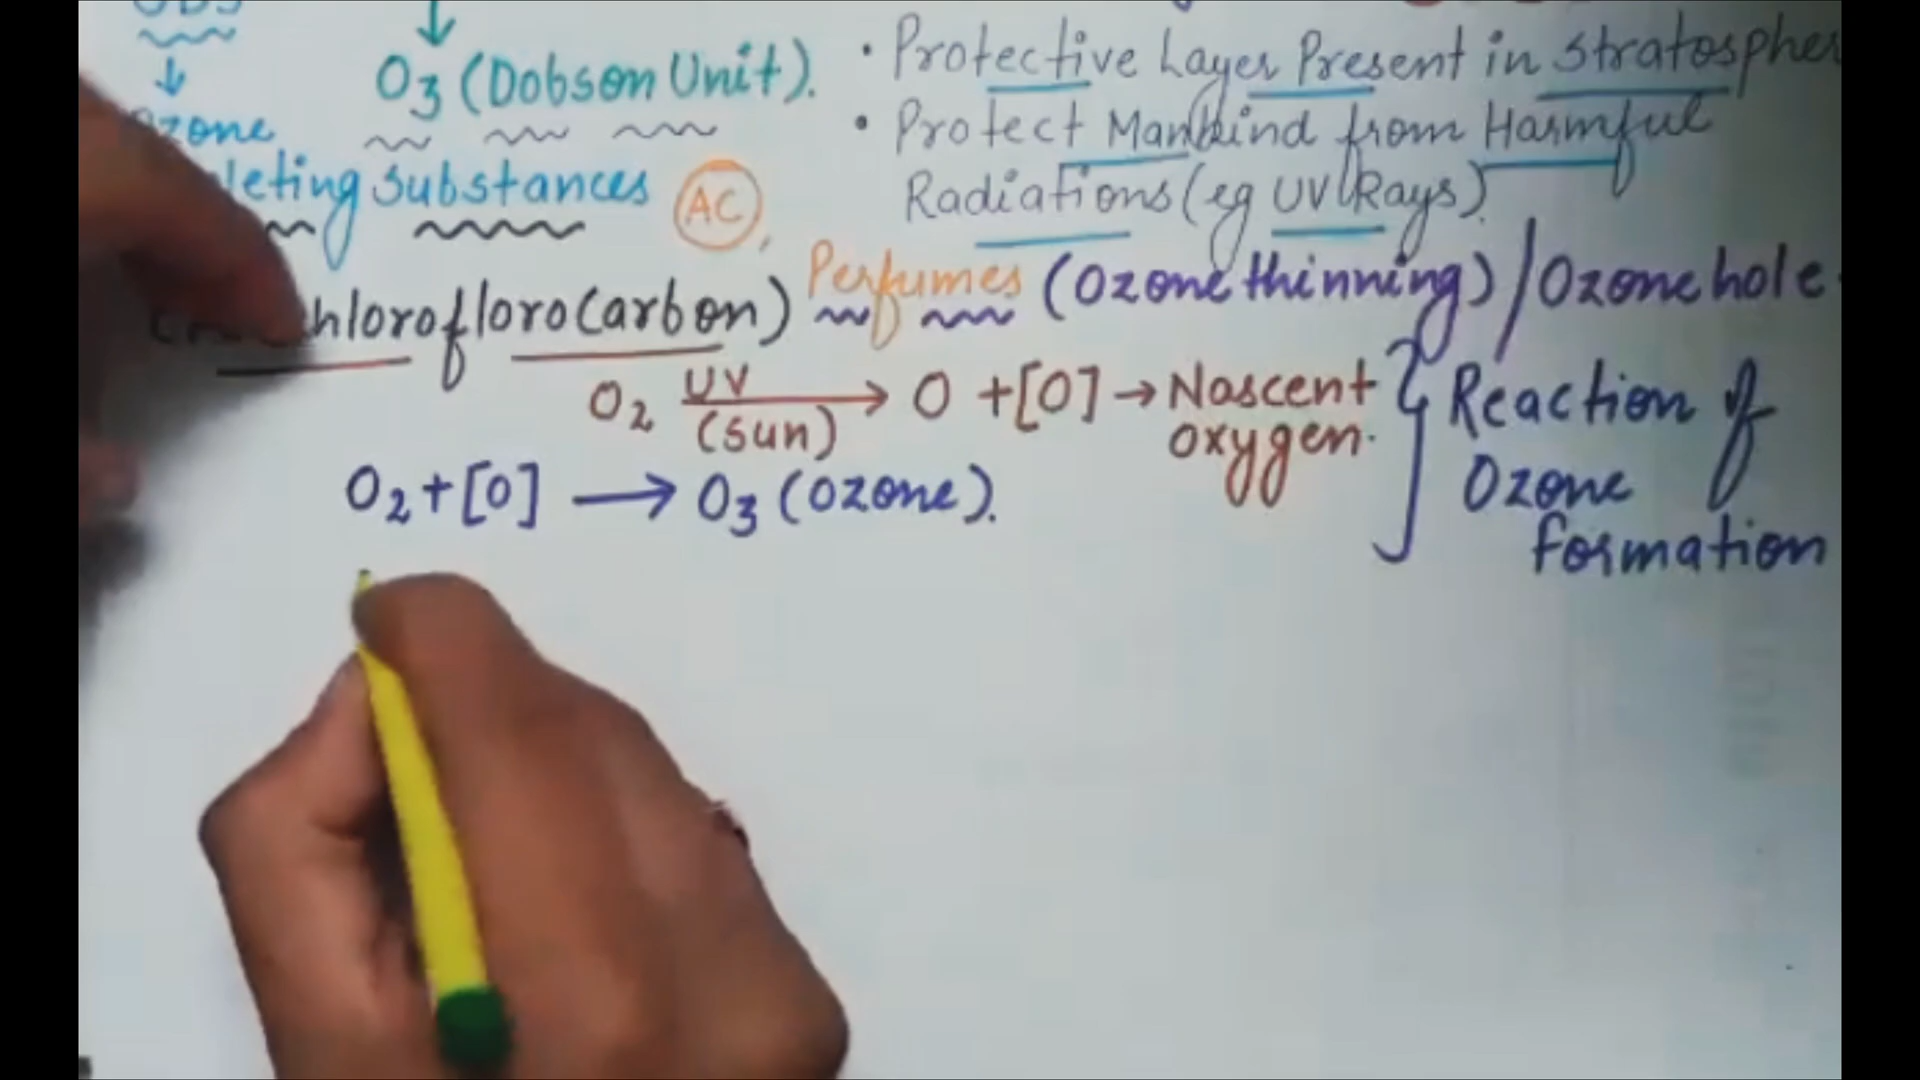 ODS
O3 (Dobson Unit).
• Protective Layer Present in Stratospher
Ozone
• Protect Mankind from Harmful
leting Substances
AC,
Radiations (eg UV Rays).
hlorofloro Carbon)
Perfumes
(Ozone thinning) / Ozone hole
O2 UV (sun) → O + [O] → Nascent oxygen.
Reaction of
O2 + [O] → O3 (Ozone).
Ozone
formation